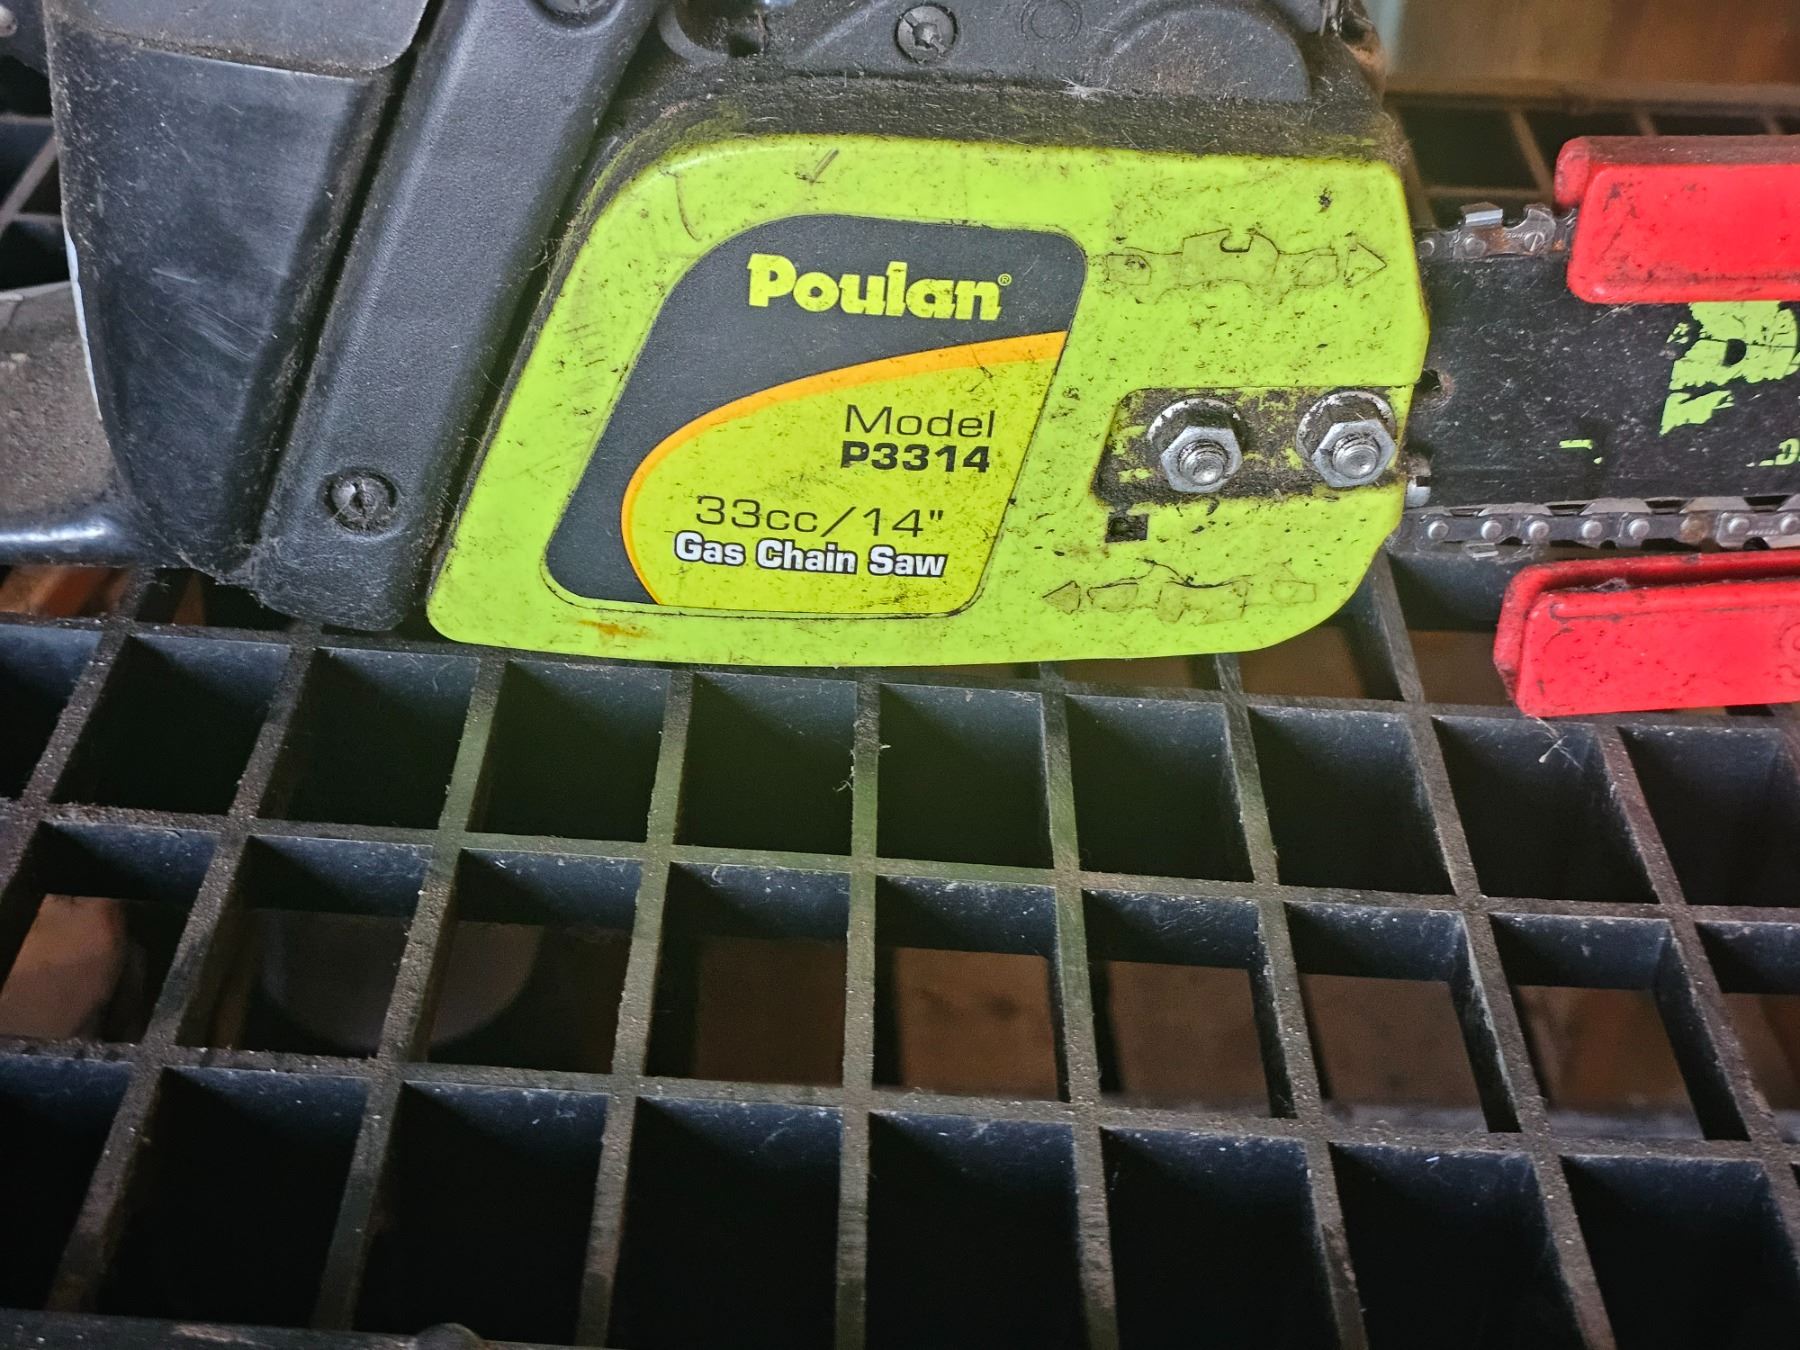 Poulan®
Model
P3314
33cc/14"
Gas Chain Saw
P